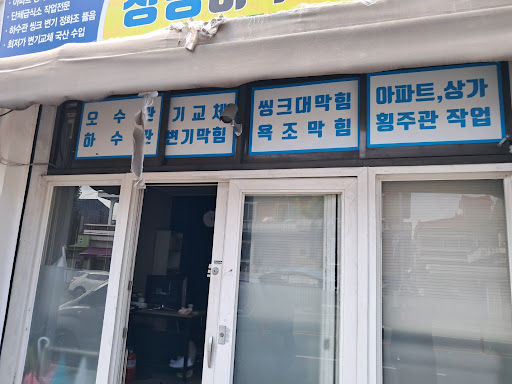 단체급식소 작업전문
하수관 씽크 변기 정화조 뚫음
최저가 변기교체 국산 수입
모 수관
하 수관
기교체
변기막힘
씽크대막힘
욕조막힘
아파트,상가
횡주관 작업